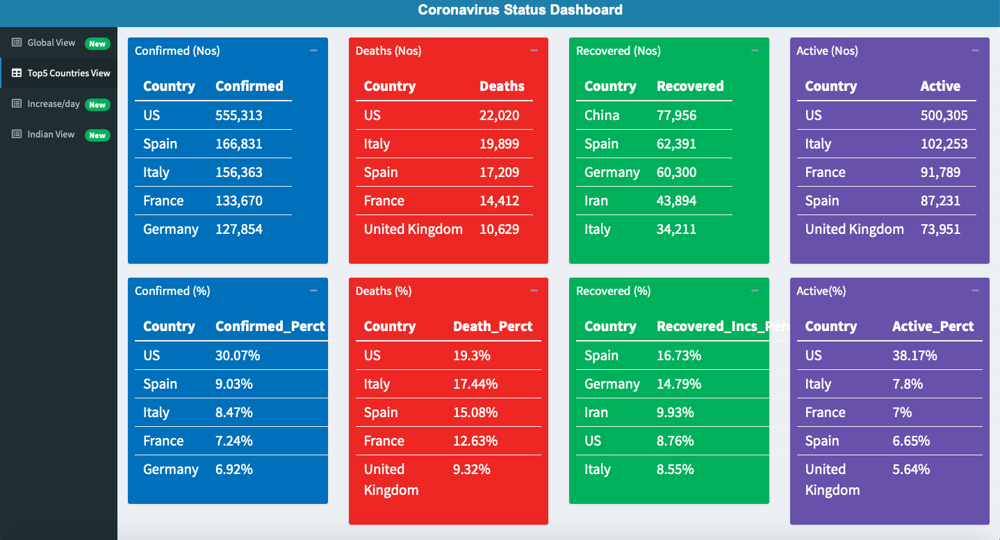 Coronavirus Status Dashboard
Global View New
Top5 Countries View
Increase/day New
Indian View New
Confirmed (Nos)
Country Confirmed
US 555,313
Spain 166,831
Italy 156,363
France 133,670
Germany 127,854
Deaths (Nos)
Country Deaths
US 22,020
Italy 19,899
Spain 17,209
France 14,412
United Kingdom 10,629
Recovered (Nos)
Country Recovered
China 77,956
Spain 62,391
Germany 60,300
Iran 43,894
Italy 34,211
Active (Nos)
Country Active
US 500,305
Italy 102,253
France 91,789
Spain 87,231
United Kingdom 73,951
Confirmed (%)
Country Confirmed_Perct
US 30.07%
Spain 9.03%
Italy 8.47%
France 7.24%
Germany 6.92%
Deaths (%)
Country Death_Perct
US 19.3%
Italy 17.44%
Spain 15.08%
France 12.63%
United 9.32%
Kingdom
Recovered (%)
Country Recovered_Incs_Perc
Spain 16.73%
Germany 14.79%
Iran 9.93%
US 8.76%
Italy 8.55%
Active(%)
Country Active_Perct
US 38.17%
Italy 7.8%
France 7%
Spain 6.65%
United 5.64%
Kingdom